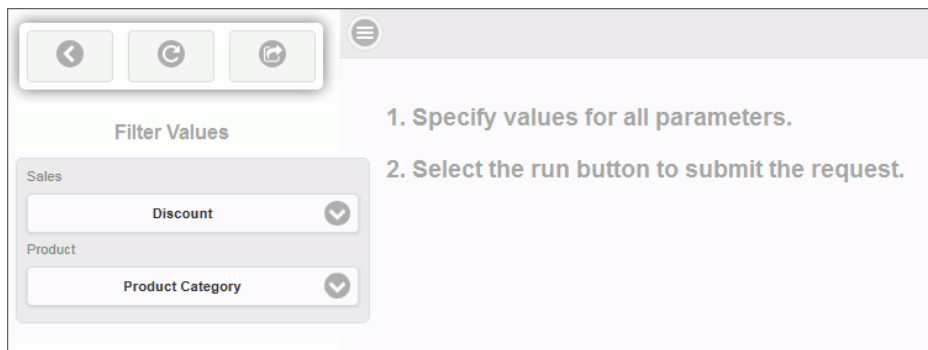 Filter Values
Sales
Discount
Product
Product Category
1. Specify values for all parameters.
2. Select the run button to submit the request.